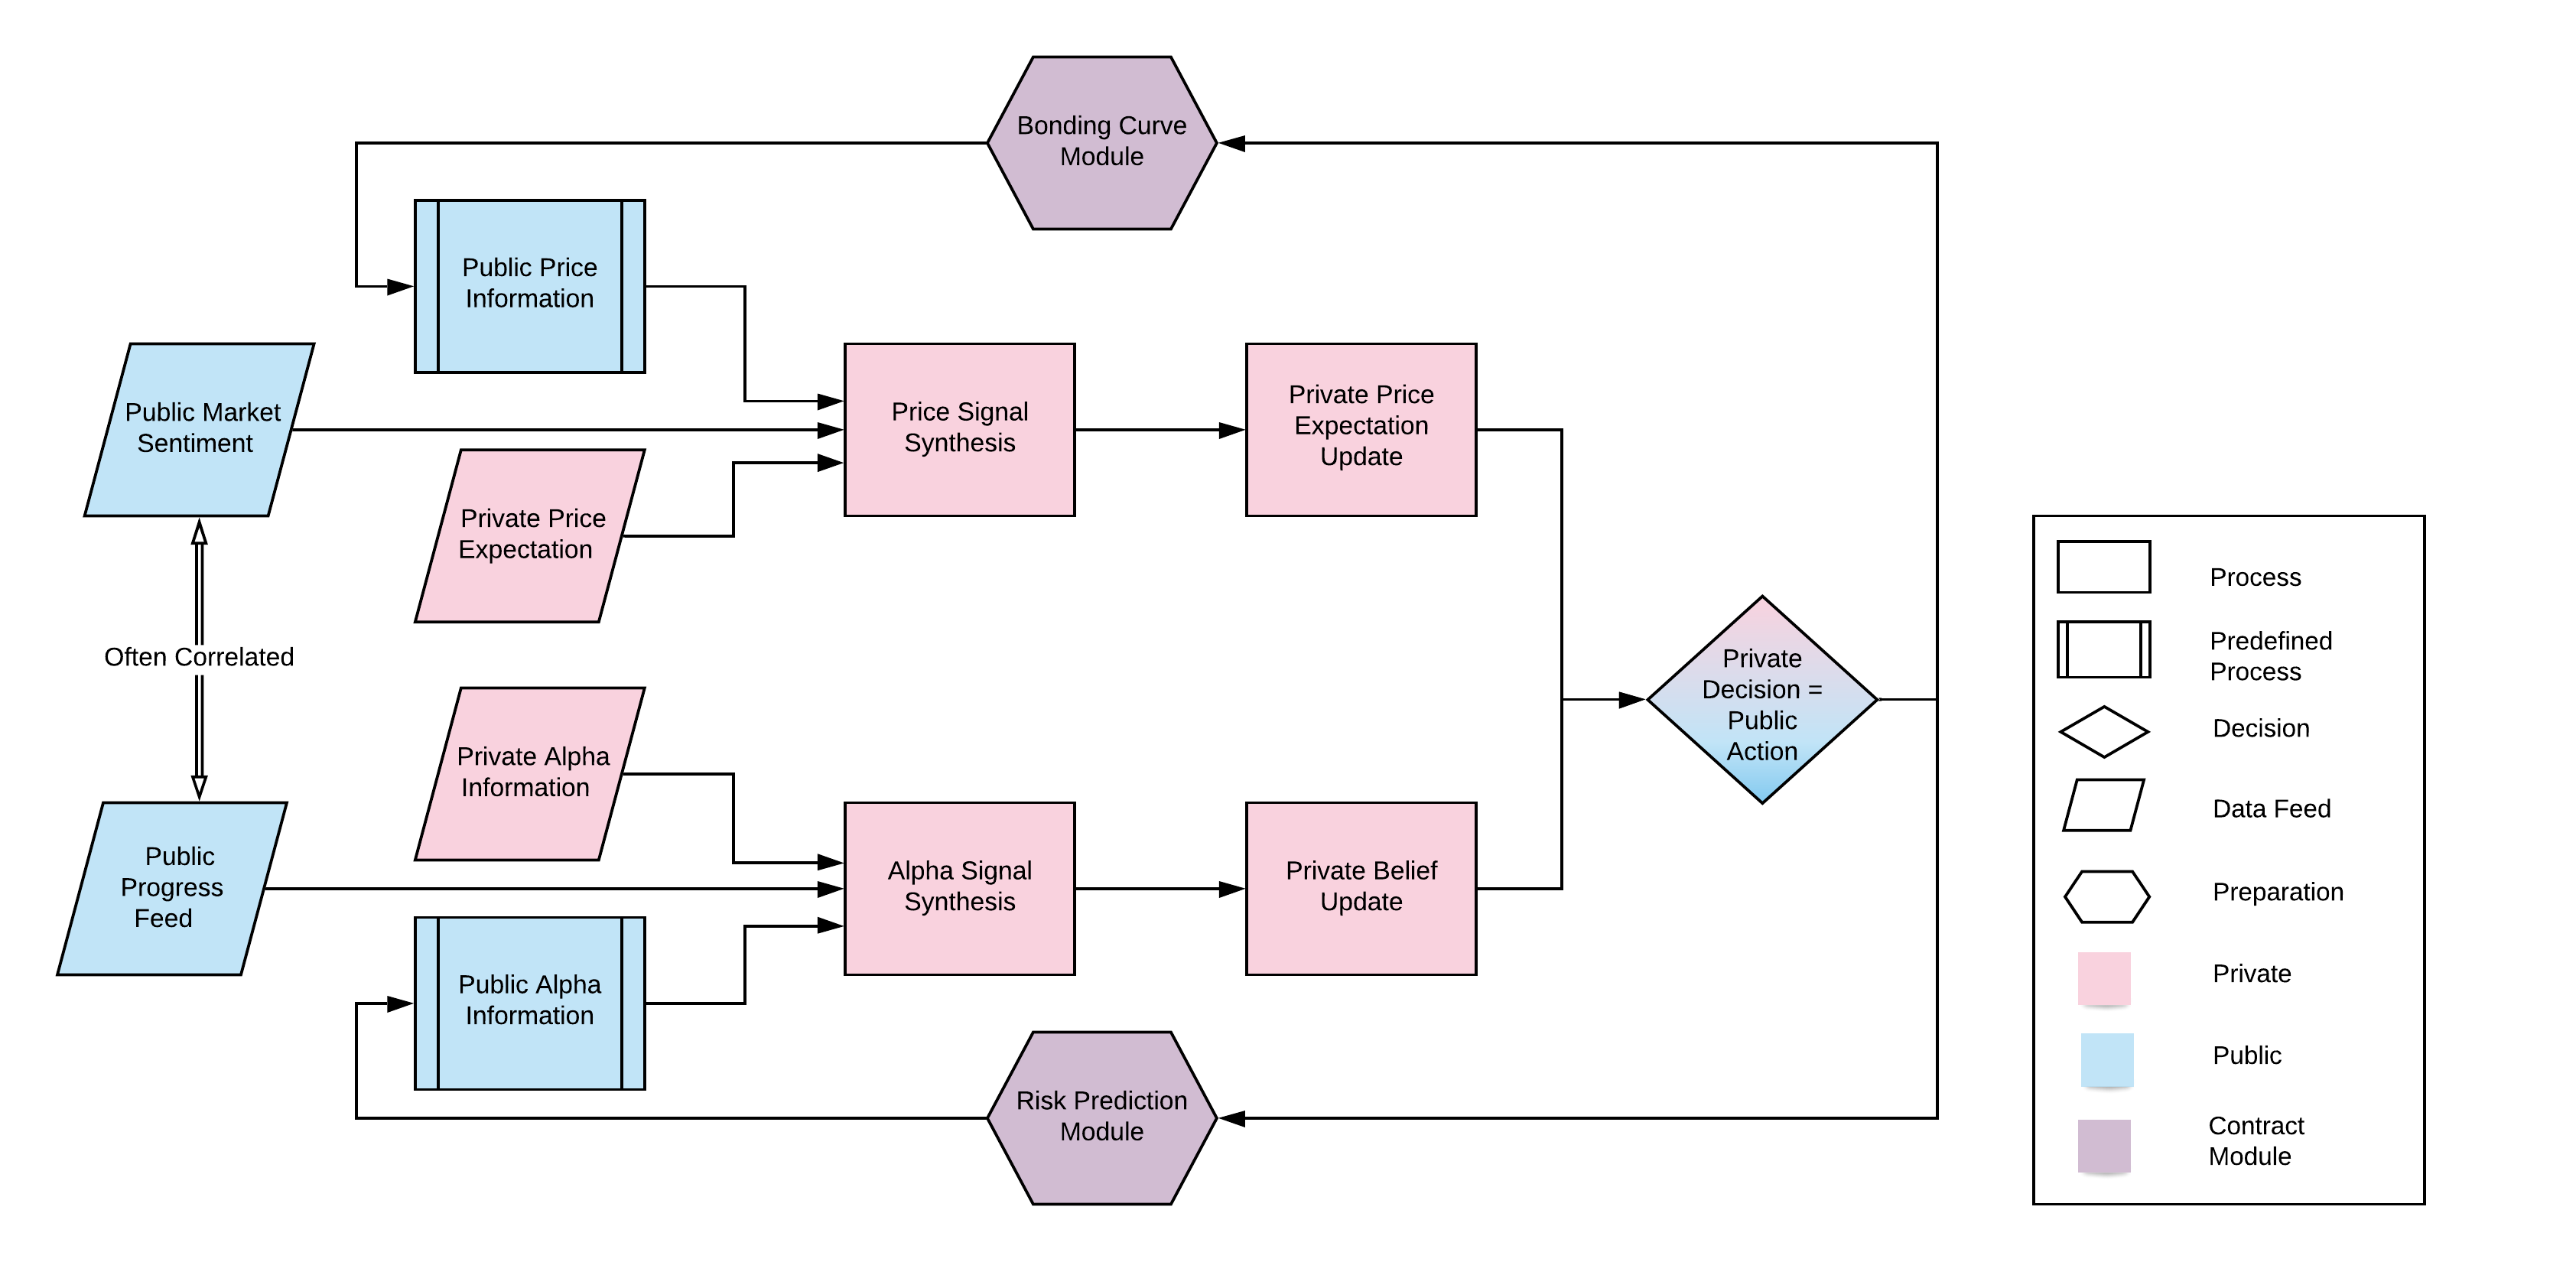 Bonding Curve
Module
Public Price
Information
Public Market
Sentiment
Price Signal
Synthesis
Private Price
Expectation
Update
Private Price
Expectation
Often Correlated
Private
Decision =
Public
Action
Private Alpha
Information
Public
Progress
Feed
Alpha Signal
Synthesis
Private Belief
Update
Public Alpha
Information
Risk Prediction
Module
Process
Predefined
Process
Decision
Data Feed
Preparation
Private
Public
Contract
Module